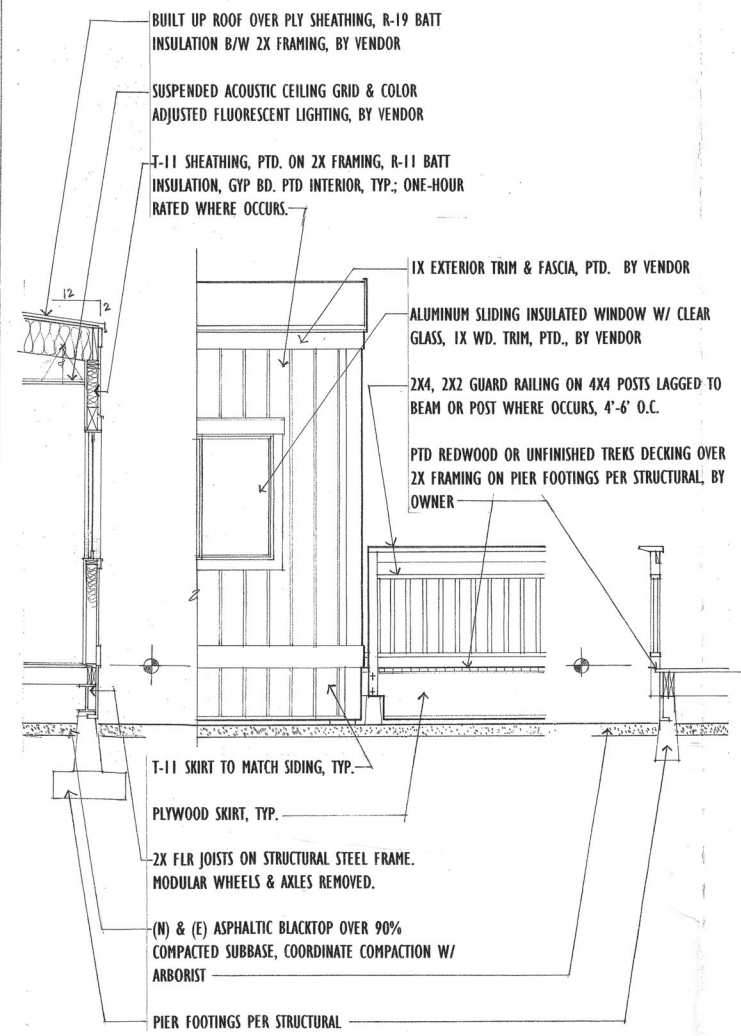 BUILT UP ROOF OVER PLY SHEATHING, R-19 BATT
INSULATION B/W 2X FRAMING, BY VENDOR
SUSPENDED ACOUSTIC CEILING GRID & COLOR
ADJUSTED FLUORESCENT LIGHTING, BY VENDOR
T-11 SHEATHING, PTD. ON 2X FRAMING, R-11 BATT
INSULATION, GYP BD. PTD INTERIOR, TYP.; ONE-HOUR
RATED WHERE OCCURS.
1X EXTERIOR TRIM & FASCIA, PTD. BY VENDOR
12
2
ALUMINUM SLIDING INSULATED WINDOW W/ CLEAR
GLASS, 1X WD. TRIM, PTD., BY VENDOR
2X4, 2X2 GUARD RAILING ON 4X4 POSTS LAGGED TO
BEAM OR POST WHERE OCCURS, 4'-6' O.C.
PTD REDWOOD OR UNFINISHED TREKS DECKING OVER
2X FRAMING ON PIER FOOTINGS PER STRUCTURAL, BY
OWNER
T-11 SKIRT TO MATCH SIDING, TYP.
PLYWOOD SKIRT, TYP.
2X FLR JOISTS ON STRUCTURAL STEEL FRAME.
MODULAR WHEELS & AXLES REMOVED.
(N) & (E) ASPHALTIC BLACKTOP OVER 90%
COMPACTED SUBBASE, COORDINATE COMPACTION W/
ARBORIST
PIER FOOTINGS PER STRUCTURAL